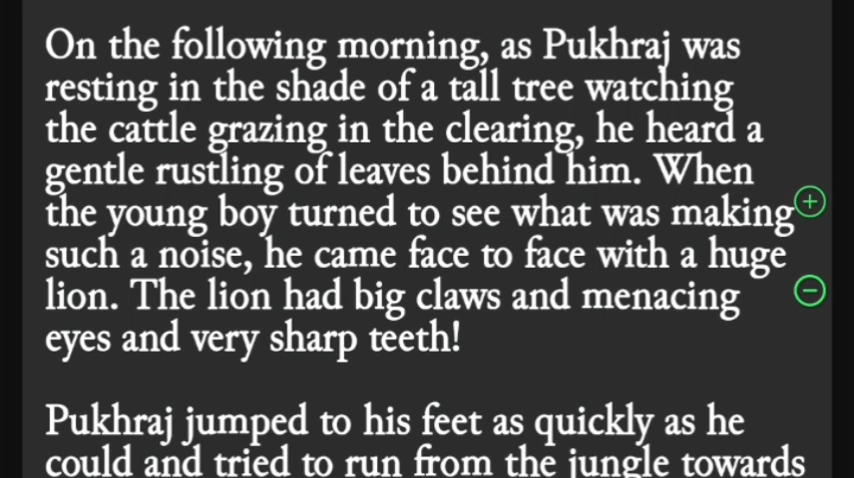 On the following morning, as Pukhraj was
resting in the shade of a tall tree watching
the cattle grazing in the clearing, he heard a
gentle rustling of leaves behind him. When
the young boy turned to see what was making
such a noise, he came face to face with a huge
lion. The lion had big claws and menacing
eyes and very sharp teeth!
Pukhraj jumped to his feet as quickly as he
could and tried to run from the jungle towards